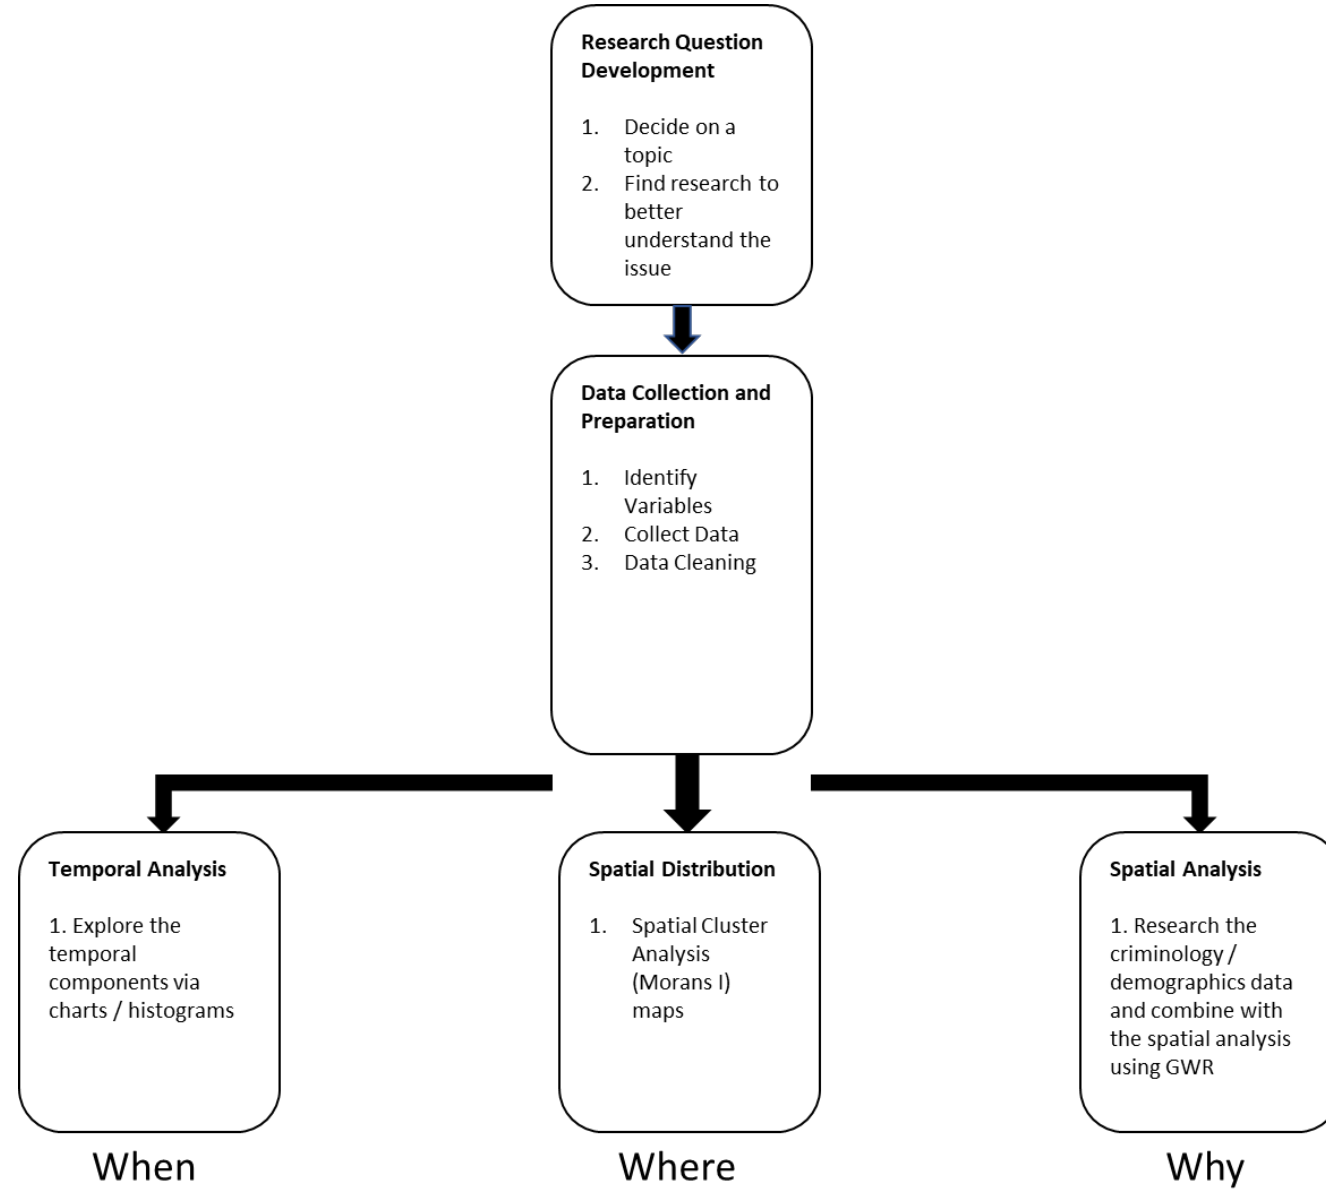 Research Question
Development
1. Decide on a
topic
2. Find research to
better
understand the
issue
Data Collection and
Preparation
1. Identify
Variables
2. Collect Data
3. Data Cleaning
Temporal Analysis
1. Explore the
temporal
components via
charts / histograms
When
Spatial Distribution
1. Spatial Cluster
Analysis
(Morans I)
maps
Where
Spatial Analysis
1. Research the
criminology /
demographics data
and combine with
the spatial analysis
using GWR
Why